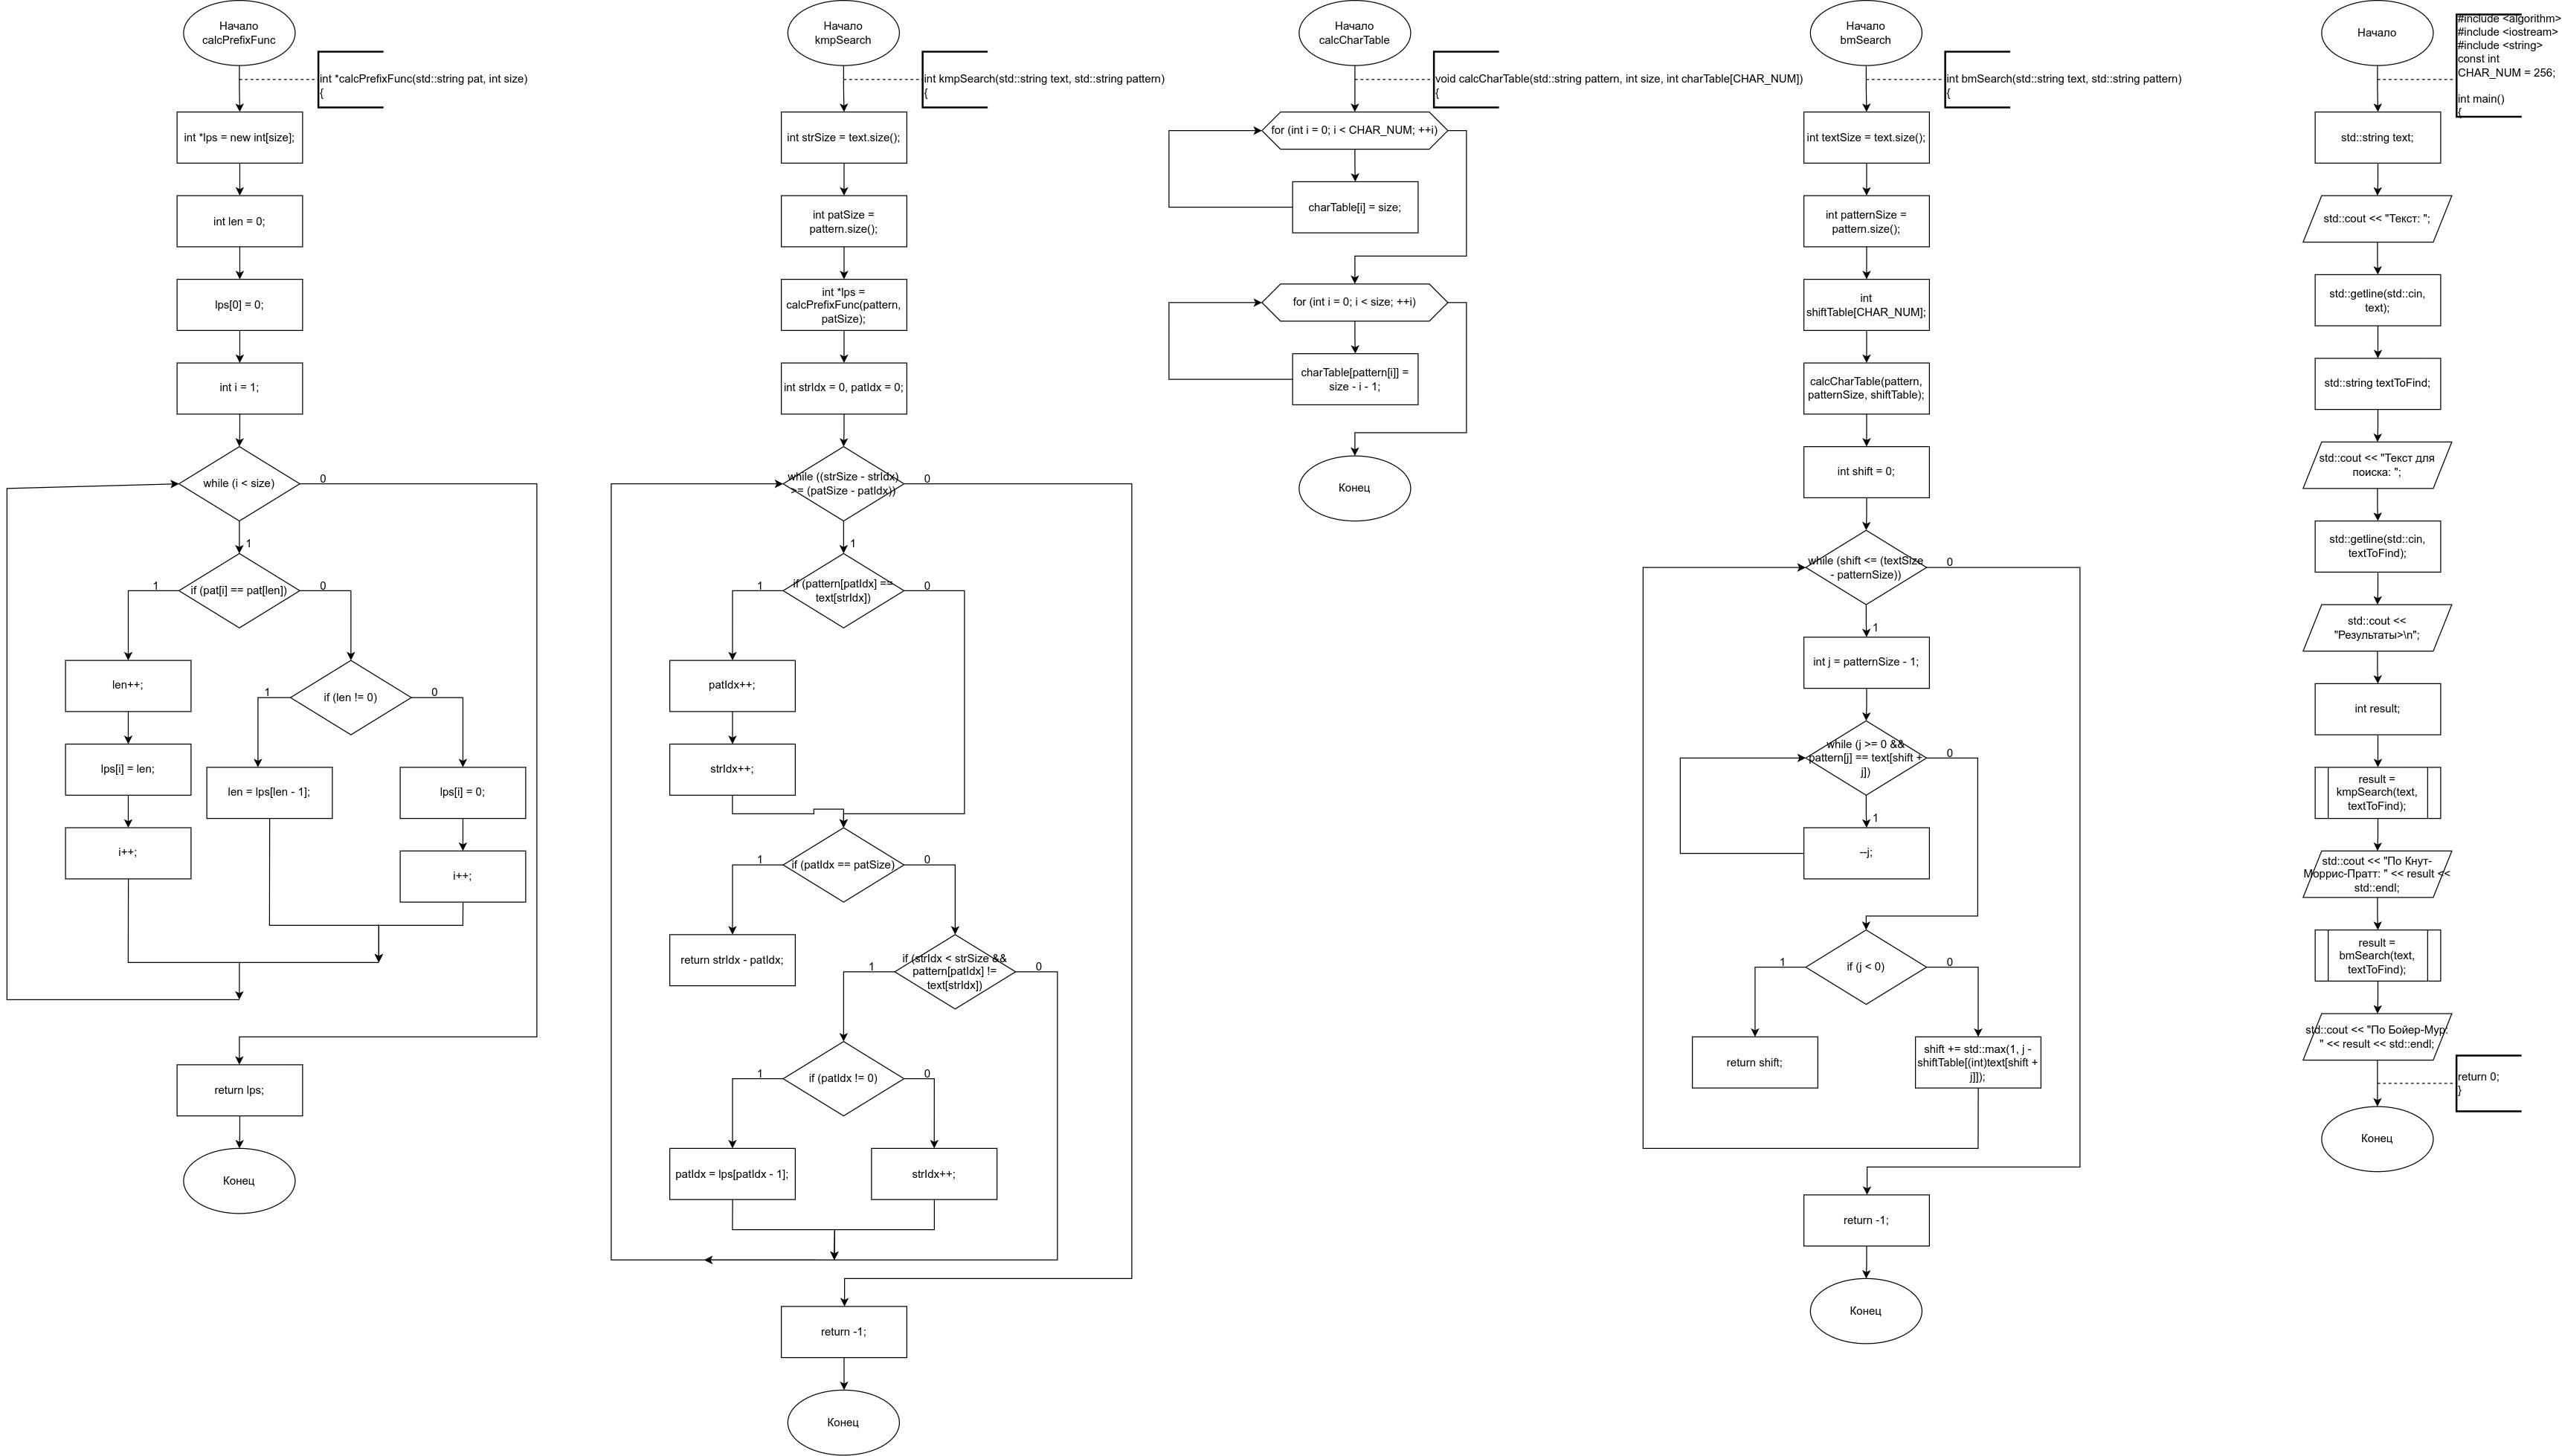 Начало
calcPrefixFunc
int *calcPrefixFunc(std::string pat, int size)
{
int *lps = new int[size];
int len = 0;
lps[0] = 0;
int i = 1;
while (i < size)
0
1
if (pat[i] == pat[len])
1
0
len++;
lps[i] = len;
i++;
if (len != 0)
1
0
len = lps[len - 1];
lps[i] = 0;
i++;
return lps;
Конец
Начало
kmpSearch
int kmpSearch(std::string text, std::string pattern)
{
int strSize = text.size();
int patSize =
pattern.size();
int *lps =
calcPrefixFunc(pattern,
patSize);
int strIdx = 0, patIdx = 0;
while ((strSize - strIdx)
>= (patSize - patIdx))
0
1
if (pattern[patIdx] ==
text[strIdx])
1
0
patIdx++;
strIdx++;
if (patIdx == patSize)
1
0
return strIdx - patIdx;
if (strIdx < strSize &&
pattern[patIdx] !=
text[strIdx])
1
0
if (patIdx != 0)
1
0
patIdx = lps[patIdx - 1];
strIdx++;
return -1;
Конец
Начало
calcCharTable
void calcCharTable(std::string pattern, int size, int charTable[CHAR_NUM])
{
for (int i = 0; i < CHAR_NUM; ++i)
charTable[i] = size;
for (int i = 0; i < size; ++i)
charTable[pattern[i]] =
size - i - 1;
Конец
Начало
bmSearch
int bmSearch(std::string text, std::string pattern)
{
int textSize = text.size();
int patternSize =
pattern.size();
int
shiftTable[CHAR_NUM];
calcCharTable(pattern,
patternSize, shiftTable);
int shift = 0;
while (shift <= (textSize
- patternSize))
0
1
int j = patternSize - 1;
while (j >= 0 &&
pattern[j] == text[shift +
j])
0
1
--j;
if (j < 0)
1
0
return shift;
shift += std::max(1, j -
shiftTable[(int)text[shift +
j]]);
return -1;
Конец
Начало
#include <algorithm>
#include <iostream>
#include <string>
const int
CHAR_NUM = 256;
int main()
{
std::string text;
std::cout << "Текст: ";
std::getline(std::cin,
text);
std::string textToFind;
std::cout << "Текст для
поиска: ";
std::getline(std::cin,
textToFind);
std::cout <<
"Результаты>\n";
int result;
result =
kmpSearch(text,
textToFind);
std::cout << "По Кнут-
Моррис-Пратт: " << result <<
std::endl;
result =
bmSearch(text,
textToFind);
std::cout << "По Бойер-Мур:
" << result << std::endl;
return 0;
}
Конец